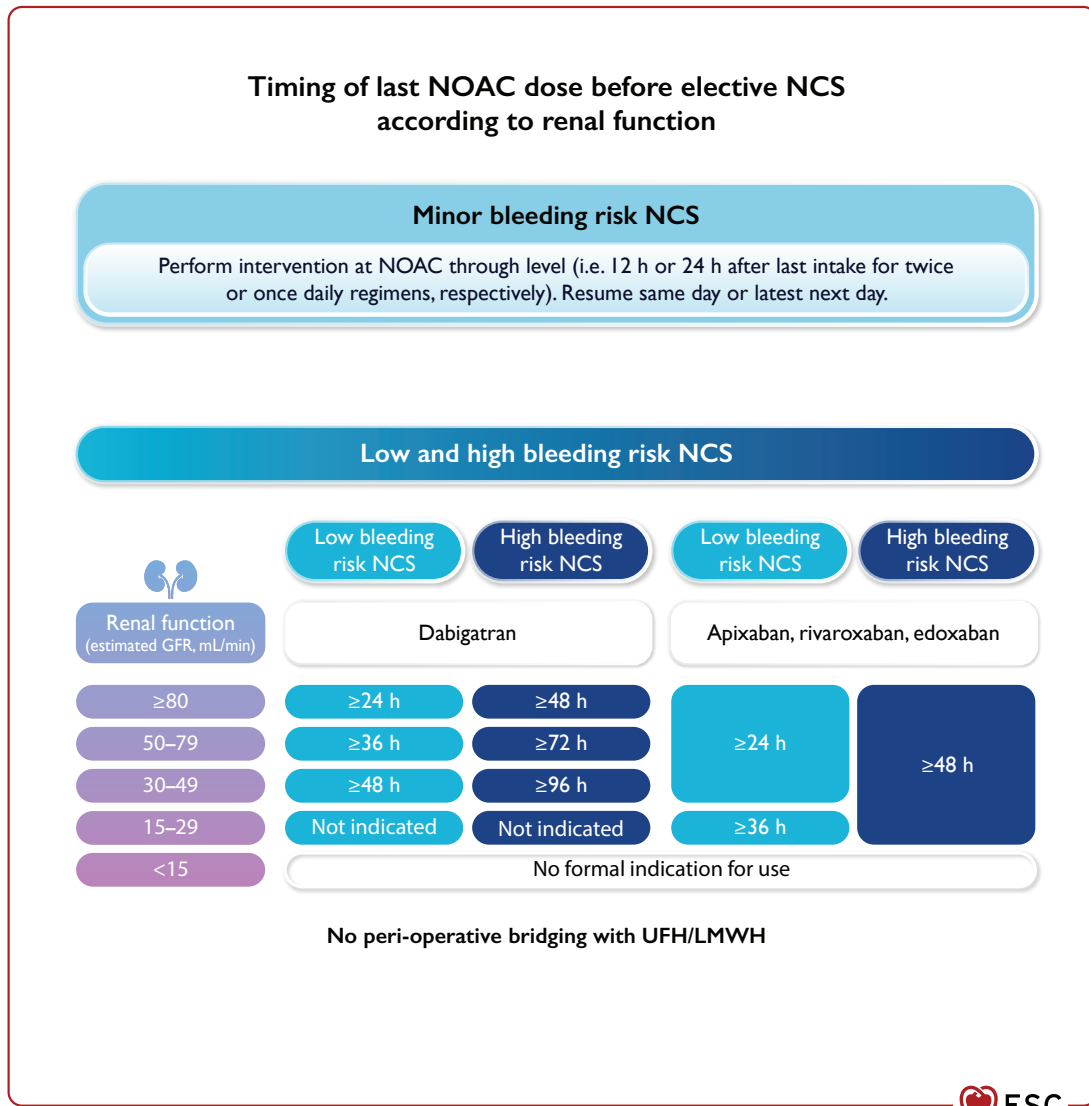 Timing of last NOAC dose before elective NCS
according to renal function
Minor bleeding risk NCS
Perform intervention at NOAC through level (i.e. 12 h or 24 h after last intake for twice
or once daily regimens, respectively). Resume same day or latest next day.
Low and high bleeding risk NCS
Low bleeding
risk NCS
High bleeding
risk NCS
Low bleeding
risk NCS
High bleeding
risk NCS
Renal function
(estimated GFR, mL/min)
Dabigatran
Apixaban, rivaroxaban, edoxaban
≥80
≥24 h
≥48 h
50–79
≥36 h
≥72 h
≥24 h
30–49
≥48 h
≥96 h
≥48 h
15–29
Not indicated
Not indicated
≥36 h
<15
No formal indication for use
No peri-operative bridging with UFH/LMWH
ESC